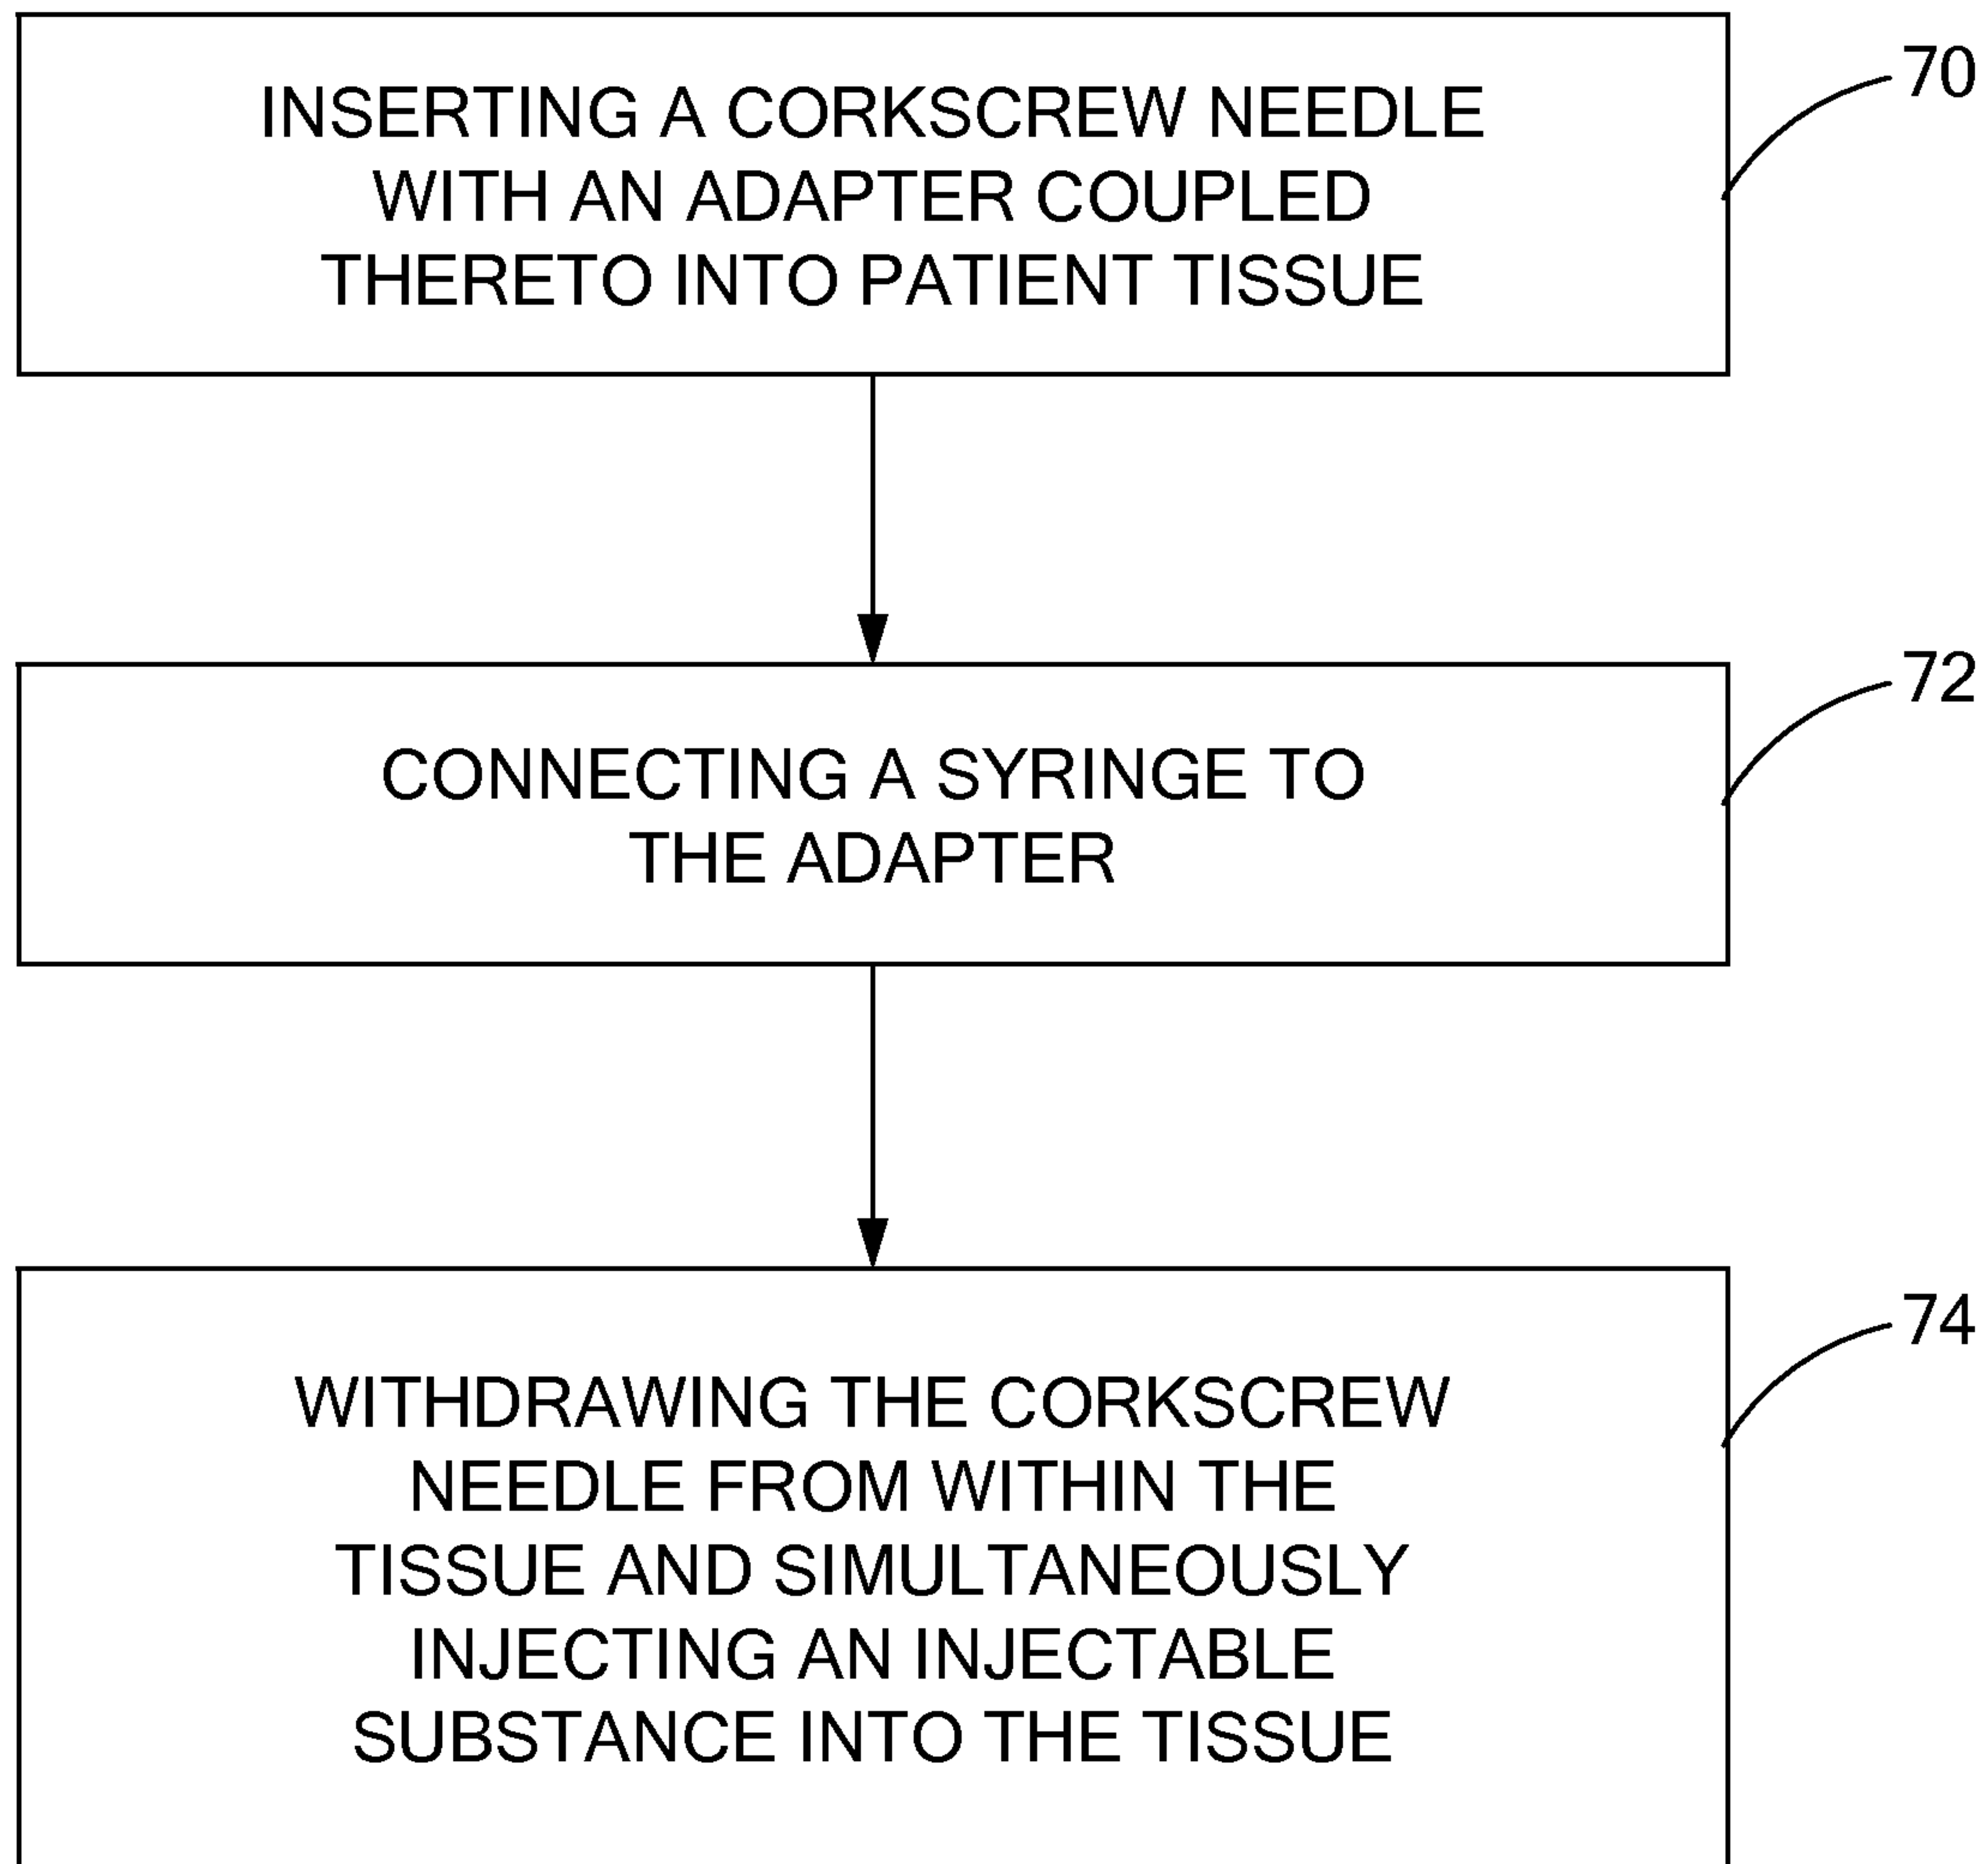 INSERTING A CORKSCREW NEEDLE
WITH AN ADAPTER COUPLED
THERETO INTO PATIENT TISSUE
70
CONNECTING A SYRINGE TO
THE ADAPTER
72
WITHDRAWING THE CORKSCREW
NEEDLE FROM WITHIN THE
TISSUE AND SIMULTANEOUSLY
INJECTING AN INJECTABLE
SUBSTANCE INTO THE TISSUE
74